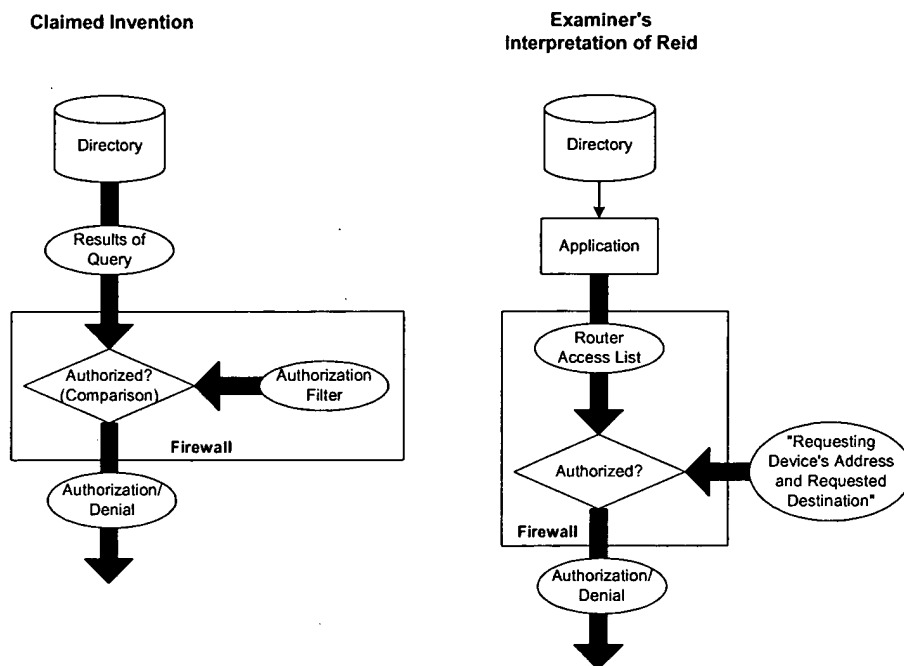 Claimed Invention
Directory
Results of
Query
Authorized?
(Comparison)
Authorization
Filter
Firewall
Authorization/
Denial
Examiner's
Interpretation of Reid
Directory
Application
Router
Access List
Authorized?
"Requesting
Device's Address
and Requested
Destination"
Firewall
Authorization/
Denial